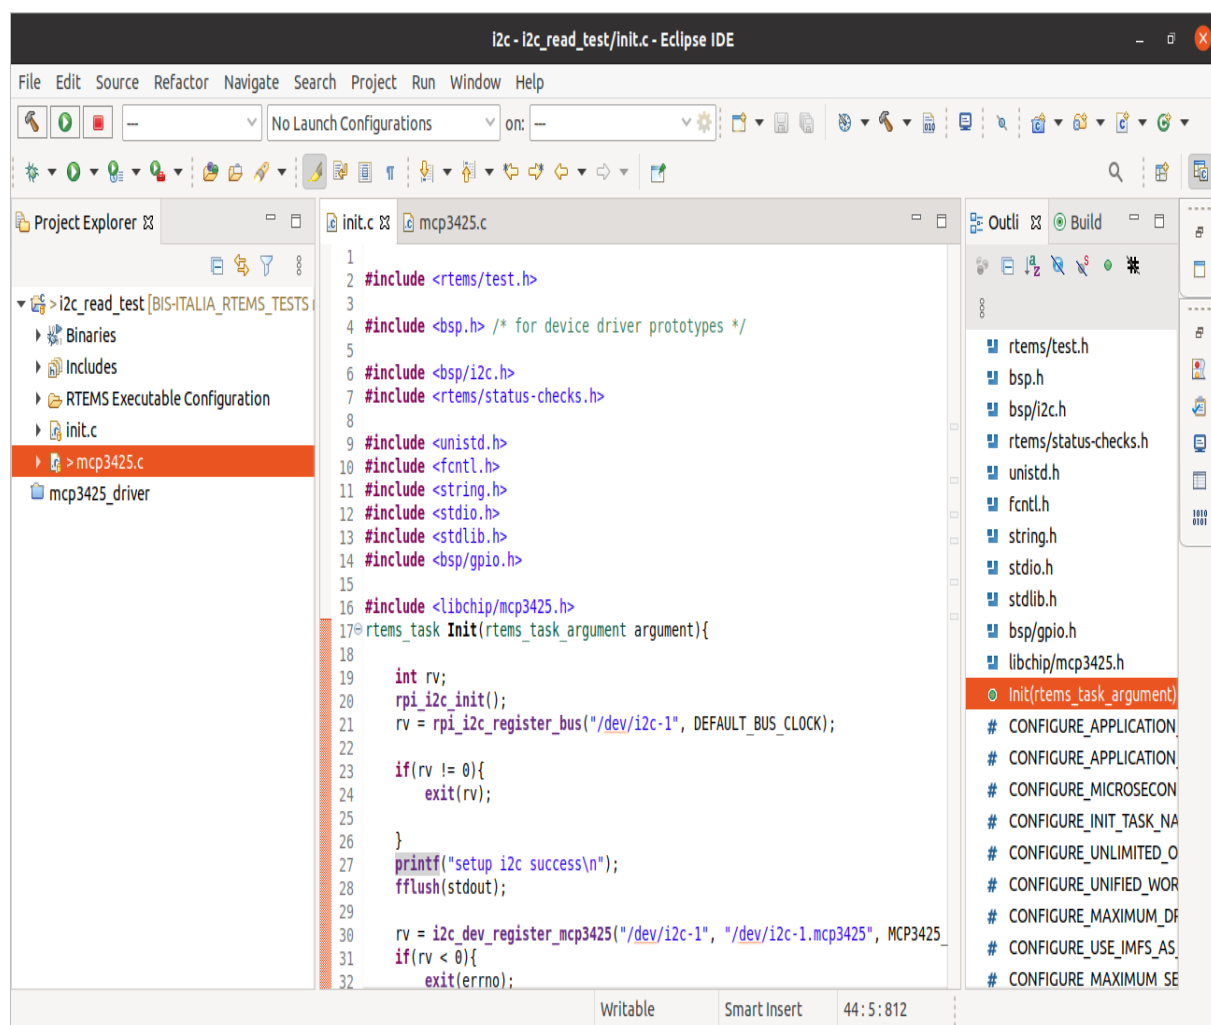 i2c - i2c_read_test/init.c - Eclipse IDE
File Edit Source Refactor Navigate Search Project Run Window Help
--- No Launch Configurations on: ---
Project Explorer
i2c_read_test [BIS-ITALIA_RTEMS_TESTS
Binaries
Includes
RTEMS Executable Configuration
init.c
> mcp3425.c
mcp3425_driver
init.c mcp3425.c
1
2 #include <rtems/test.h>
3
4 #include <bsp.h> /* for device driver prototypes */
5
6 #include <bsp/i2c.h>
7 #include <rtems/status-checks.h>
8
9 #include <unistd.h>
10 #include <fcntl.h>
11 #include <string.h>
12 #include <stdio.h>
13 #include <stdlib.h>
14 #include <bsp/gpio.h>
15
16 #include <libchip/mcp3425.h>
17 rtems_task Init(rtems_task_argument argument){
18
19 int rv;
20 rpi_i2c_init();
21 rv = rpi_i2c_register_bus("/dev/i2c-1", DEFAULT_BUS_CLOCK);
22
23 if(rv != 0){
24 exit(rv);
25
26 }
27 printf("setup i2c success\n");
28 fflush(stdout);
29
30 rv = i2c_dev_register_mcp3425("/dev/i2c-1", "/dev/i2c-1.mcp3425", MCP3425_
31 if(rv < 0){
32 exit(errno);
Outli Build
rtems/test.h
bsp.h
bsp/i2c.h
rtems/status-checks.h
unistd.h
fcntl.h
string.h
stdio.h
stdlib.h
bsp/gpio.h
libchip/mcp3425.h
Init(rtems_task_argument)
# CONFIGURE_APPLICATION_
# CONFIGURE_APPLICATION_
# CONFIGURE_MICROSECON
# CONFIGURE_INIT_TASK_NA
# CONFIGURE_UNLIMITED_O
# CONFIGURE_UNIFIED_WOR
# CONFIGURE_MAXIMUM_DR
# CONFIGURE_USE_IMFS_AS_
# CONFIGURE_MAXIMUM_SE
Writable Smart Insert 44 : 5 : 812